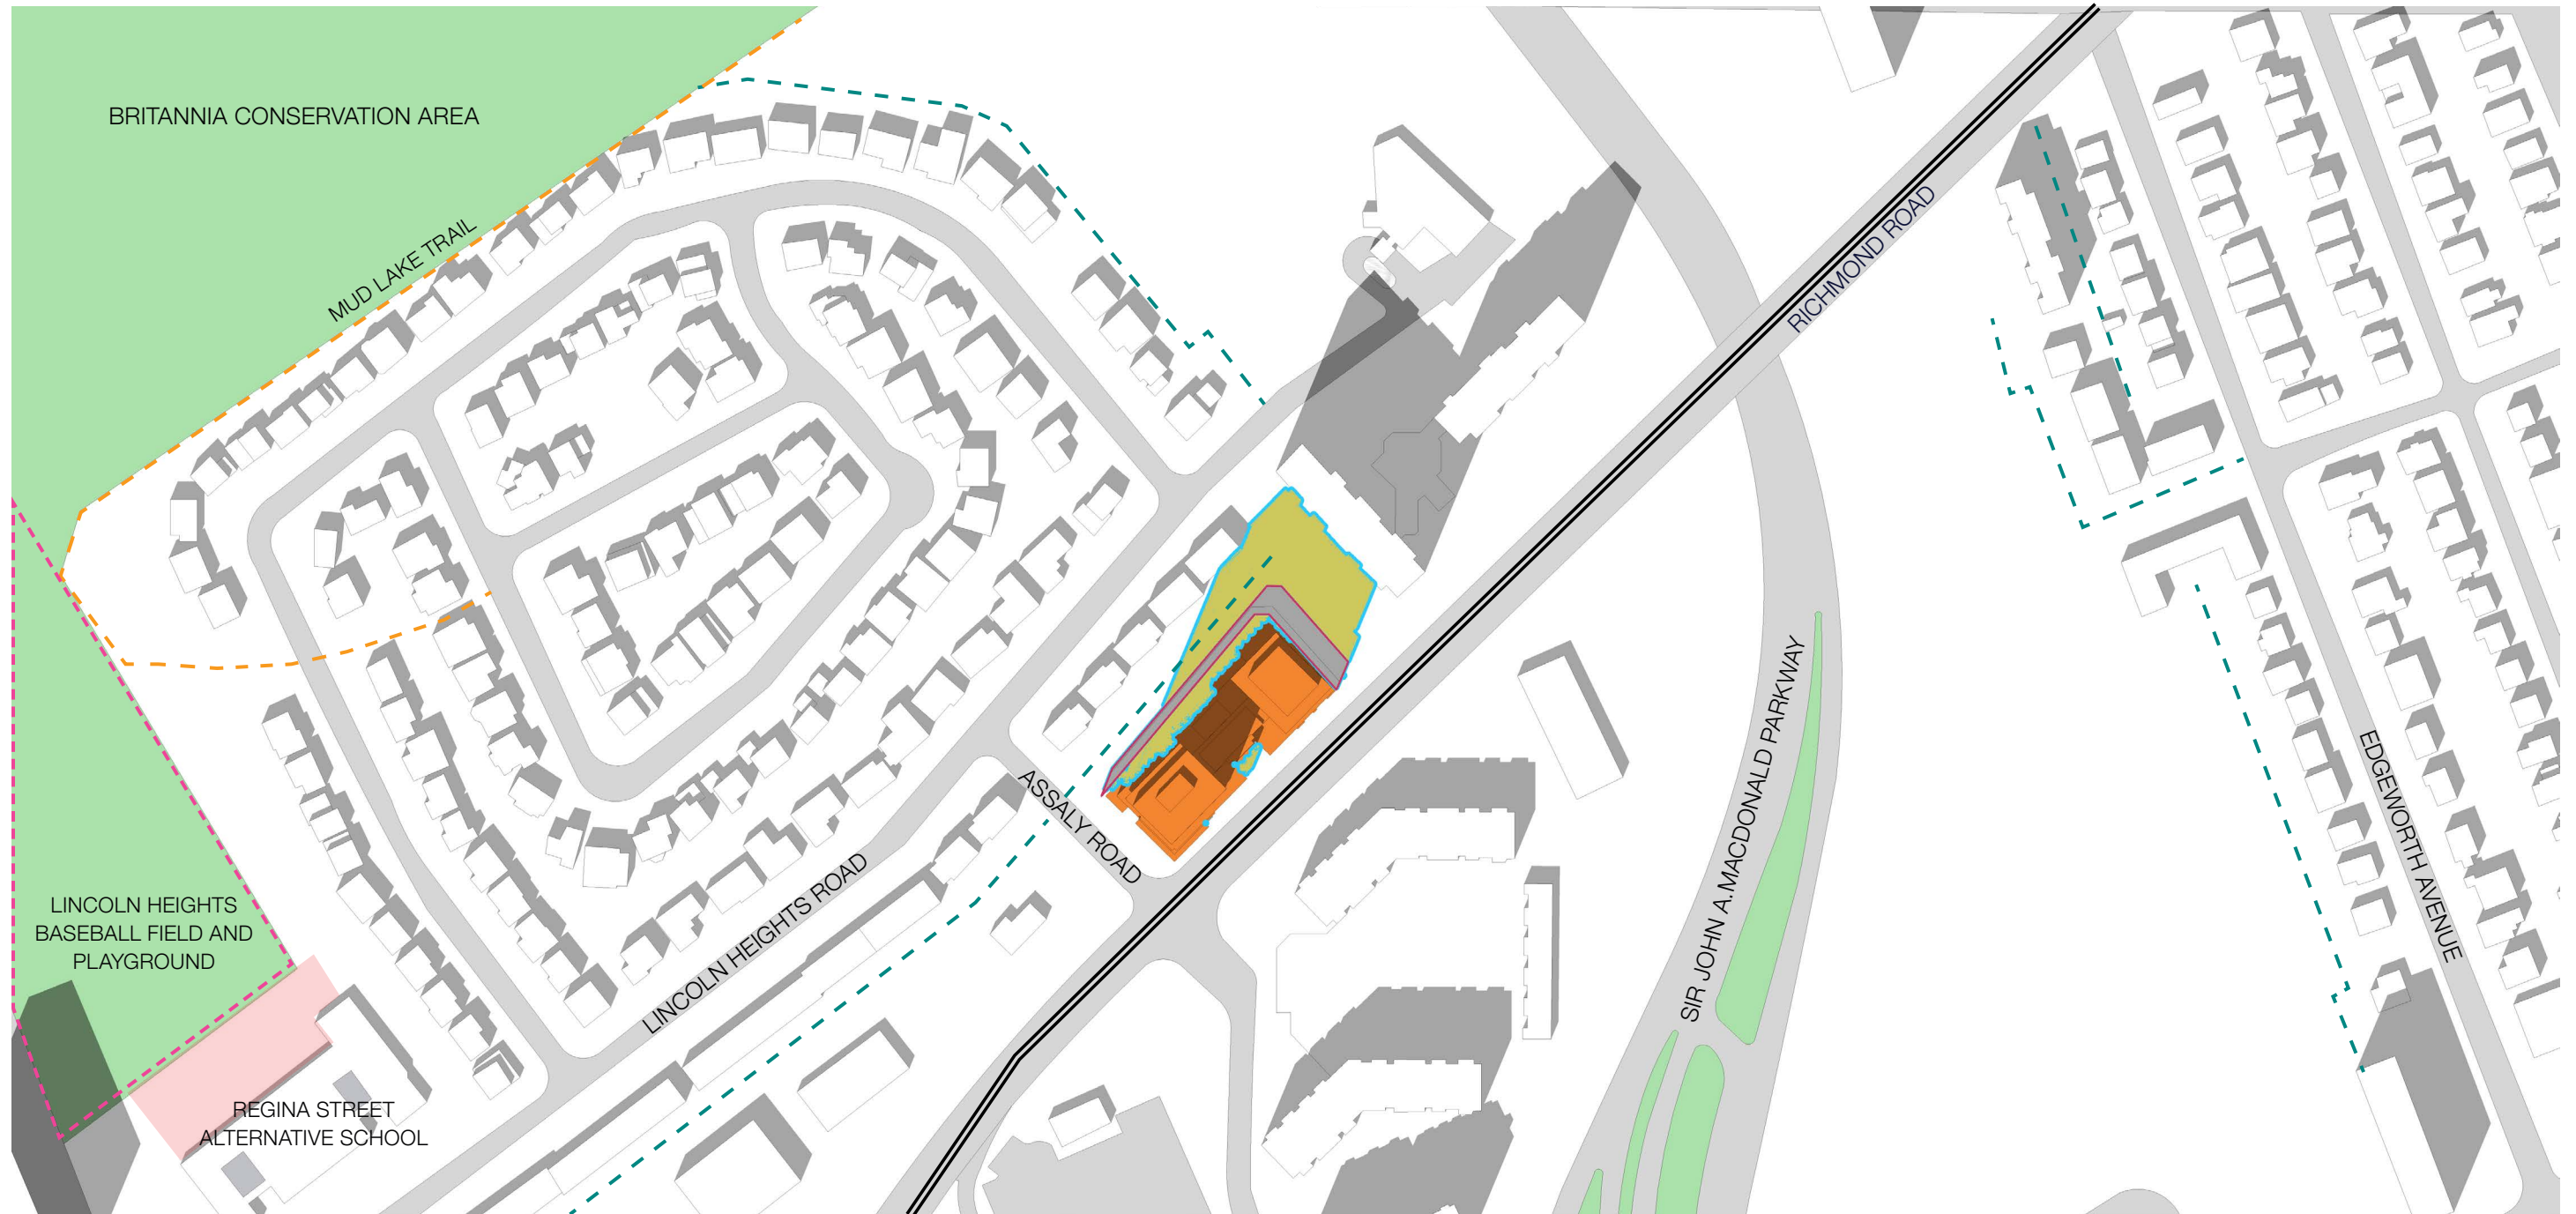 BRITANNIA CONSERVATION AREA
MUD LAKE TRAIL
RICHMOND ROAD
SIR JOHN A.MACDONALD PARKWAY
EDGEWORTH AVENUE
ASSALY ROAD
LINCOLN HEIGHTS ROAD
LINCOLN HEIGHTS
BASEBALL FIELD AND
PLAYGROUND
REGINA STREET
ALTERNATIVE SCHOOL